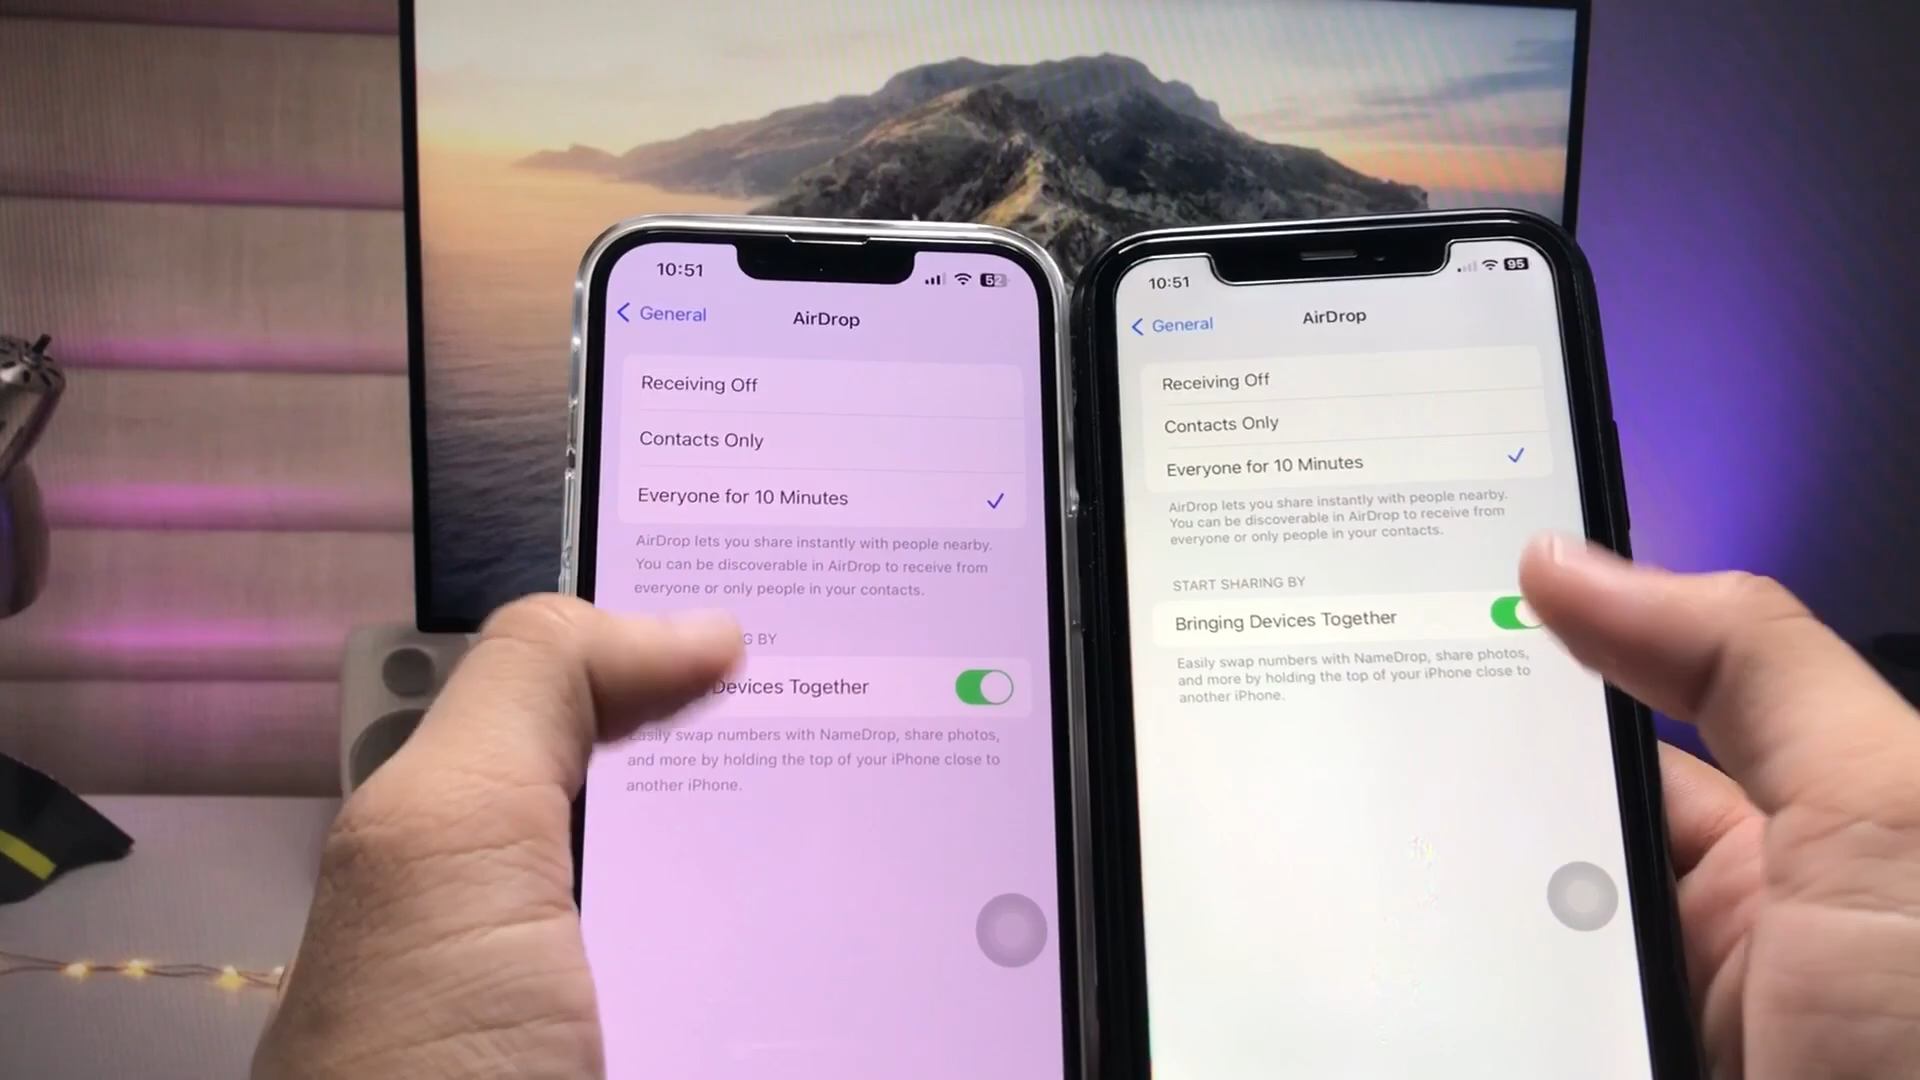 10:51
52
General
AirDrop
Receiving Off
Contacts Only
Everyone for 10 Minutes
AirDrop lets you share instantly with people nearby.
You can be discoverable in AirDrop to receive from
everyone or only people in your contacts.
G BY
Devices Together
Easily swap numbers with NameDrop, share photos,
and more by holding the top of your iPhone close to
another iPhone.
10:51
95
General
AirDrop
Receiving Off
Contacts Only
Everyone for 10 Minutes
AirDrop lets you share instantly with people nearby.
You can be discoverable in AirDrop to receive from
everyone or only people in your contacts.
START SHARING BY
Bringing Devices Together
Easily swap numbers with NameDrop, share photos,
and more by holding the top of your iPhone close to
another iPhone.